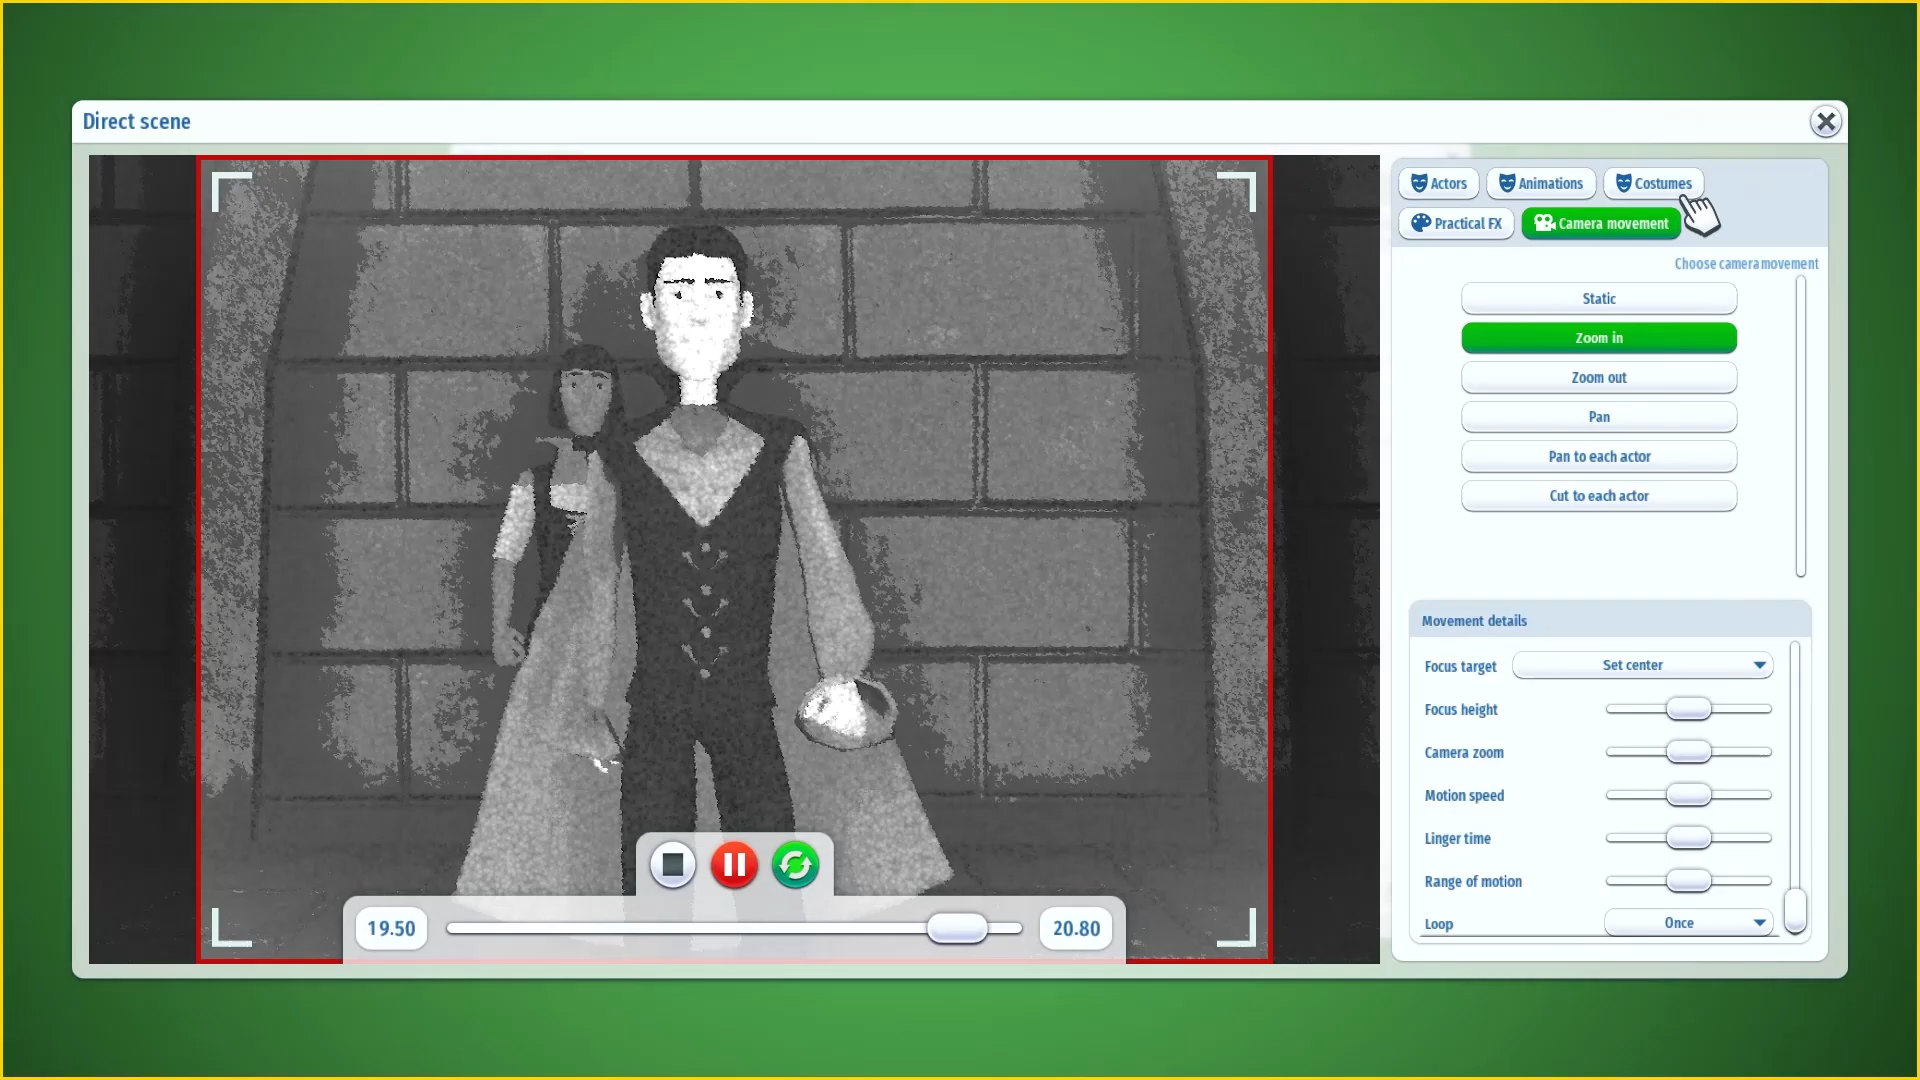 Direct scene
Actors
Animations
Costumes
Practical FX
Camera movement
Choose camera movement
Static
Zoom in
Zoom out
Pan
Pan to each actor
Cut to each actor
Movement details
Focus target
Set center
Focus height
Camera zoom
Motion speed
Linger time
Range of motion
Loop
Once
19.50
20.80